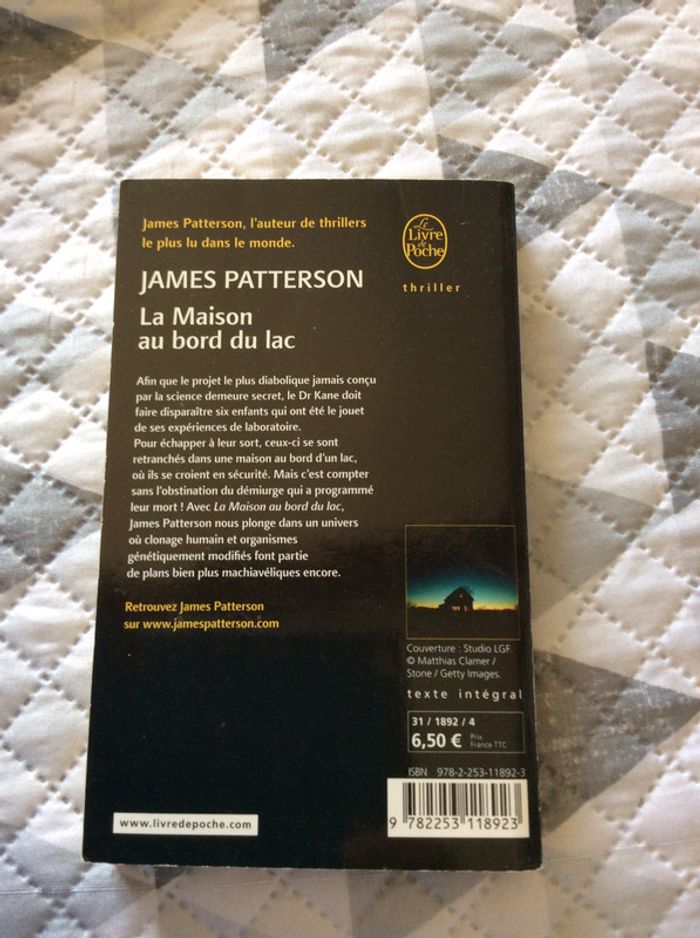 James Patterson, l'auteur de thrillers
le plus lu dans le monde.
Le
Livre
de
Poche
thriller
JAMES PATTERSON
La Maison
au bord du lac
Afin que le projet le plus diabolique jamais conçu
par la science demeure secret, le Dr Kane doit
faire disparaître six enfants qui ont été le jouet
de ses expériences de laboratoire.
Pour échapper à leur sort, ceux-ci se sont
retranchés dans une maison au bord d'un lac,
où ils se croient en sécurité. Mais c'est compter
sans l'obstination du démiurge qui a programmé
leur mort ! Avec La Maison au bord du lac,
James Patterson nous plonge dans un univers
où clonage humain et organismes
génétiquement modifiés font partie
de plans bien plus machiavéliques encore.
Retrouvez James Patterson
sur www.jamespatterson.com
Couverture : Studio LGF.
© Matthias Clamer /
Stone / Getty Images.
texte intégral
31 / 1892 / 4
6,50 € Prix
France TTC
ISBN 978-2-253-11892-3
9 782253 118923
www.livredepoche.com